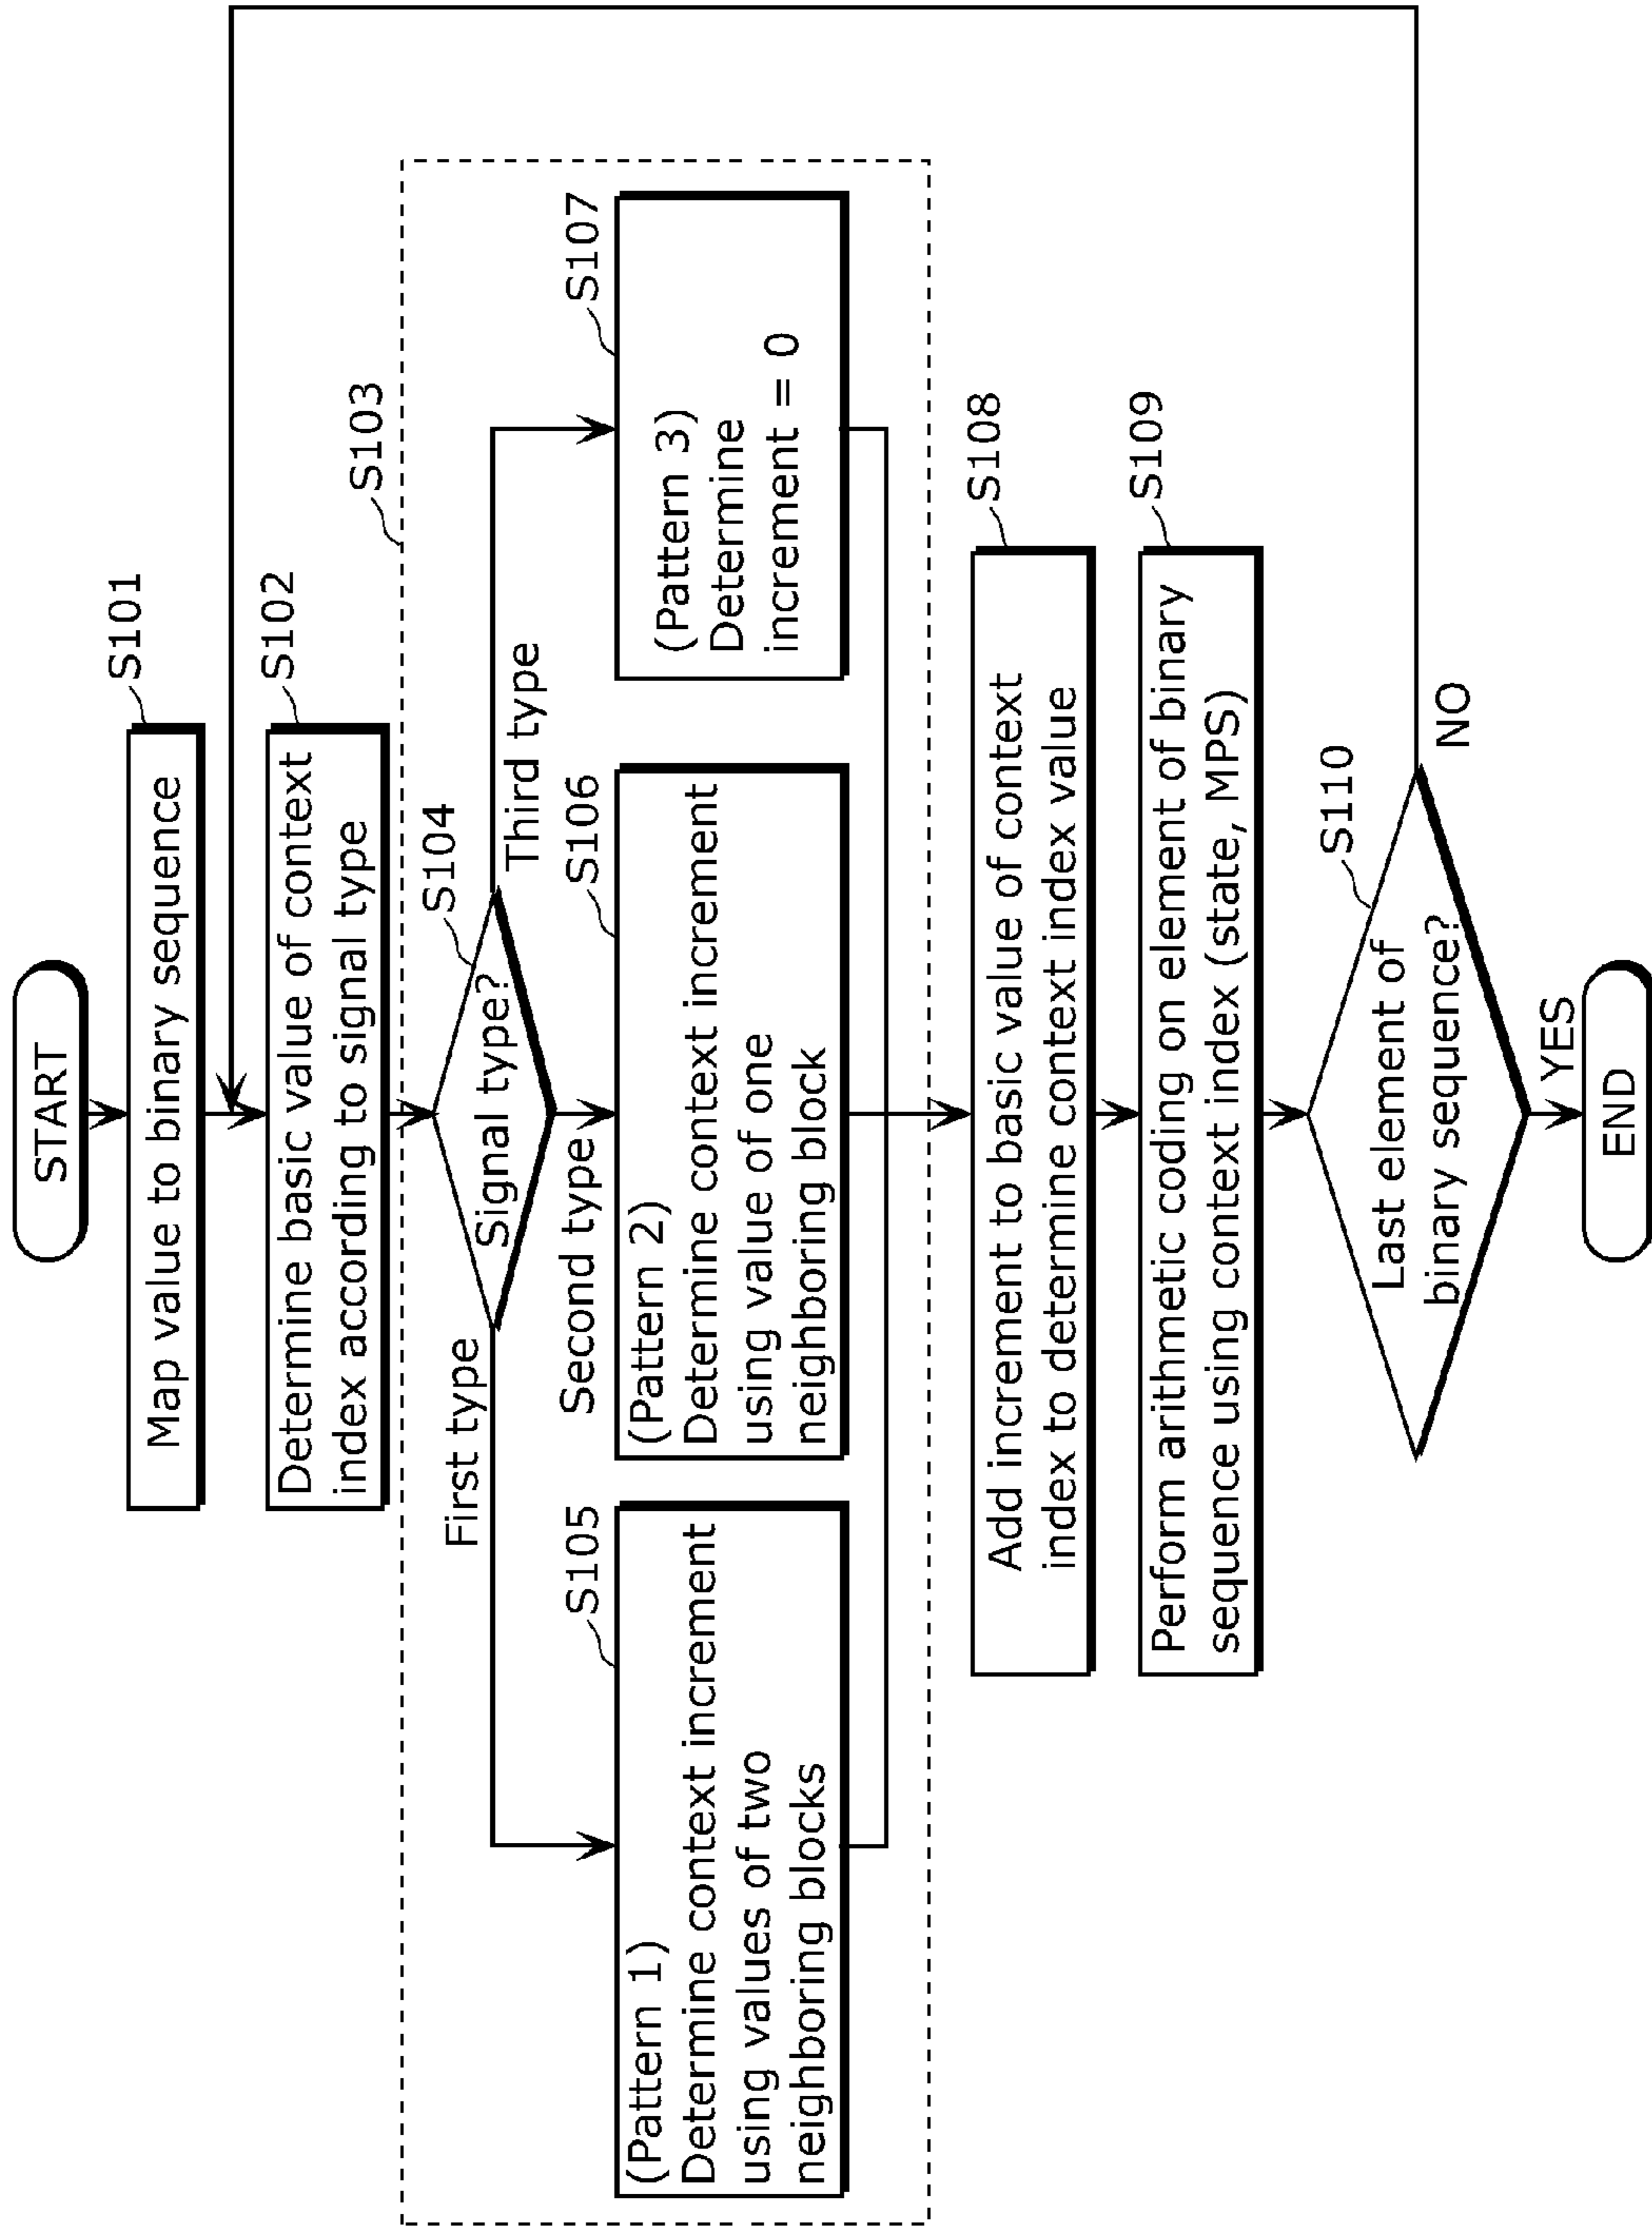 START
S101
Map value to binary sequence
S102
Determine basic value of context
index according to signal type
S103
S104
Signal type?
First type
Second type
Third type
S105
(Pattern 1)
Determine context increment
using values of two
neighboring blocks
S106
(Pattern 2)
Determine context increment
using value of one
neighboring block
S107
(Pattern 3)
Determine
increment = 0
S108
Add increment to basic value of context
index to determine context index value
S109
Perform arithmetic coding on element of binary
sequence using context index (state, MPS)
S110
Last element of
binary sequence?
NO
YES
END